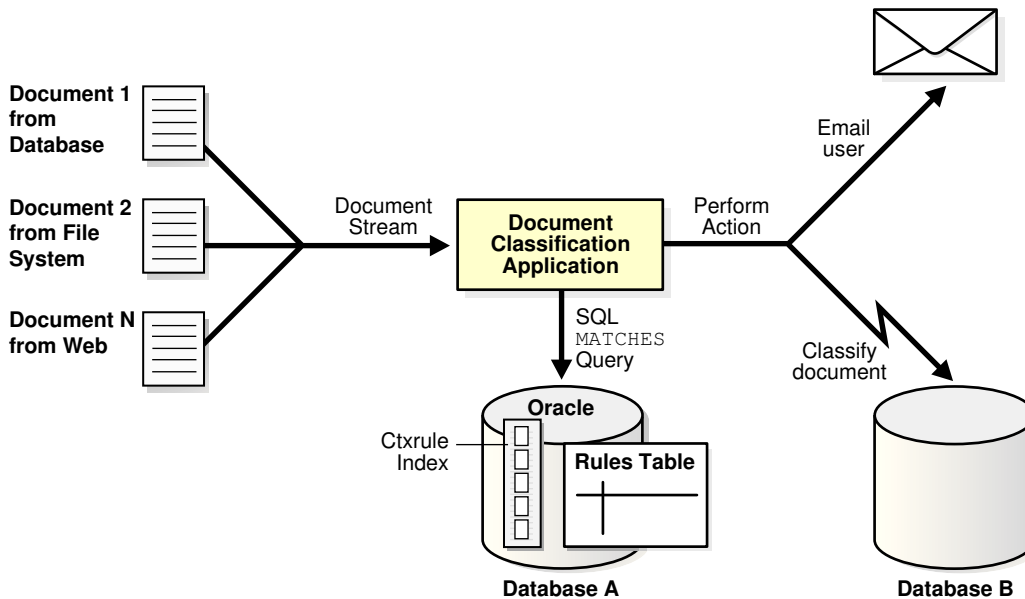 Document 1
from
Database
Document 2
from File
System
Document N
from Web
Document
Stream
Document
Classification
Application
Perform
Action
Email
user
SQL
MATCHES
Query
Classify
document
Oracle
Ctxrule
Index
Rules Table
Database A
Database B